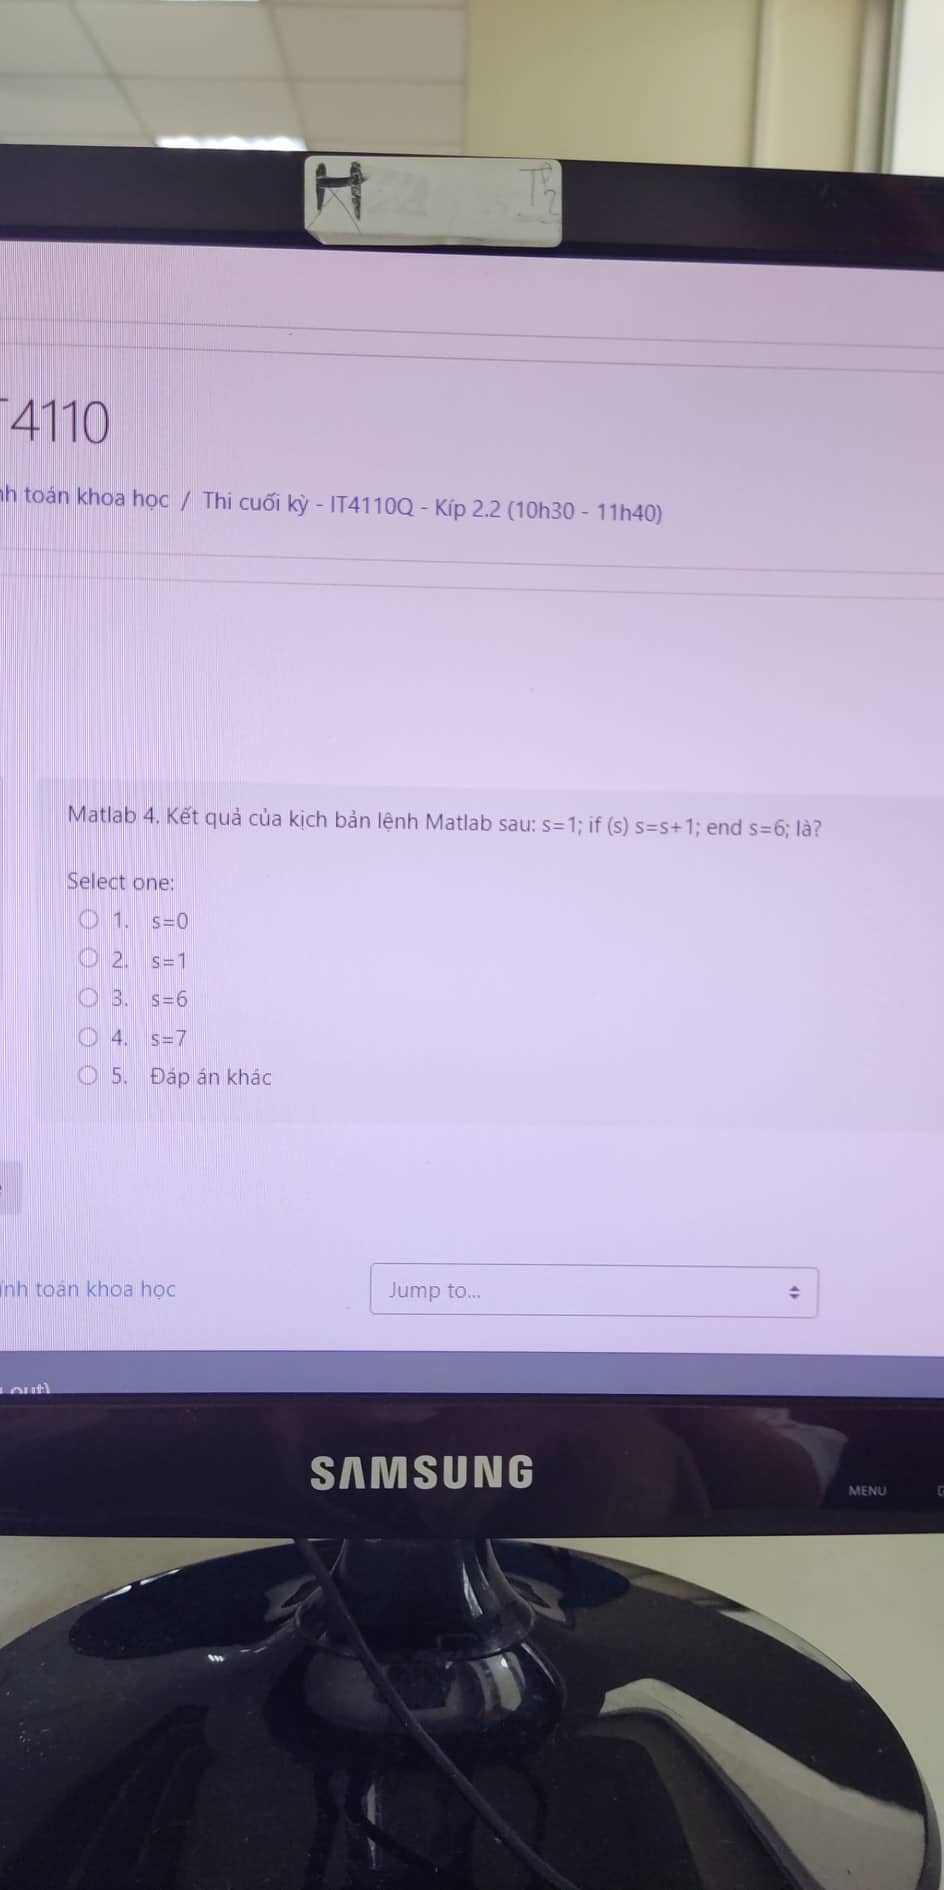 H TP2
T4110
nh toán khoa học / Thi cuối kỳ - IT4110Q - Kíp 2.2 (10h30 - 11h40)
Matlab 4. Kết quả của kịch bản lệnh Matlab sau: s=1; if (s) s=s+1; end s=6; là?
Select one:
1. s=0
2. s=1
3. s=6
4. s=7
5. Đáp án khác
ính toán khoa học Jump to...
out)
SAMSUNG
MENU